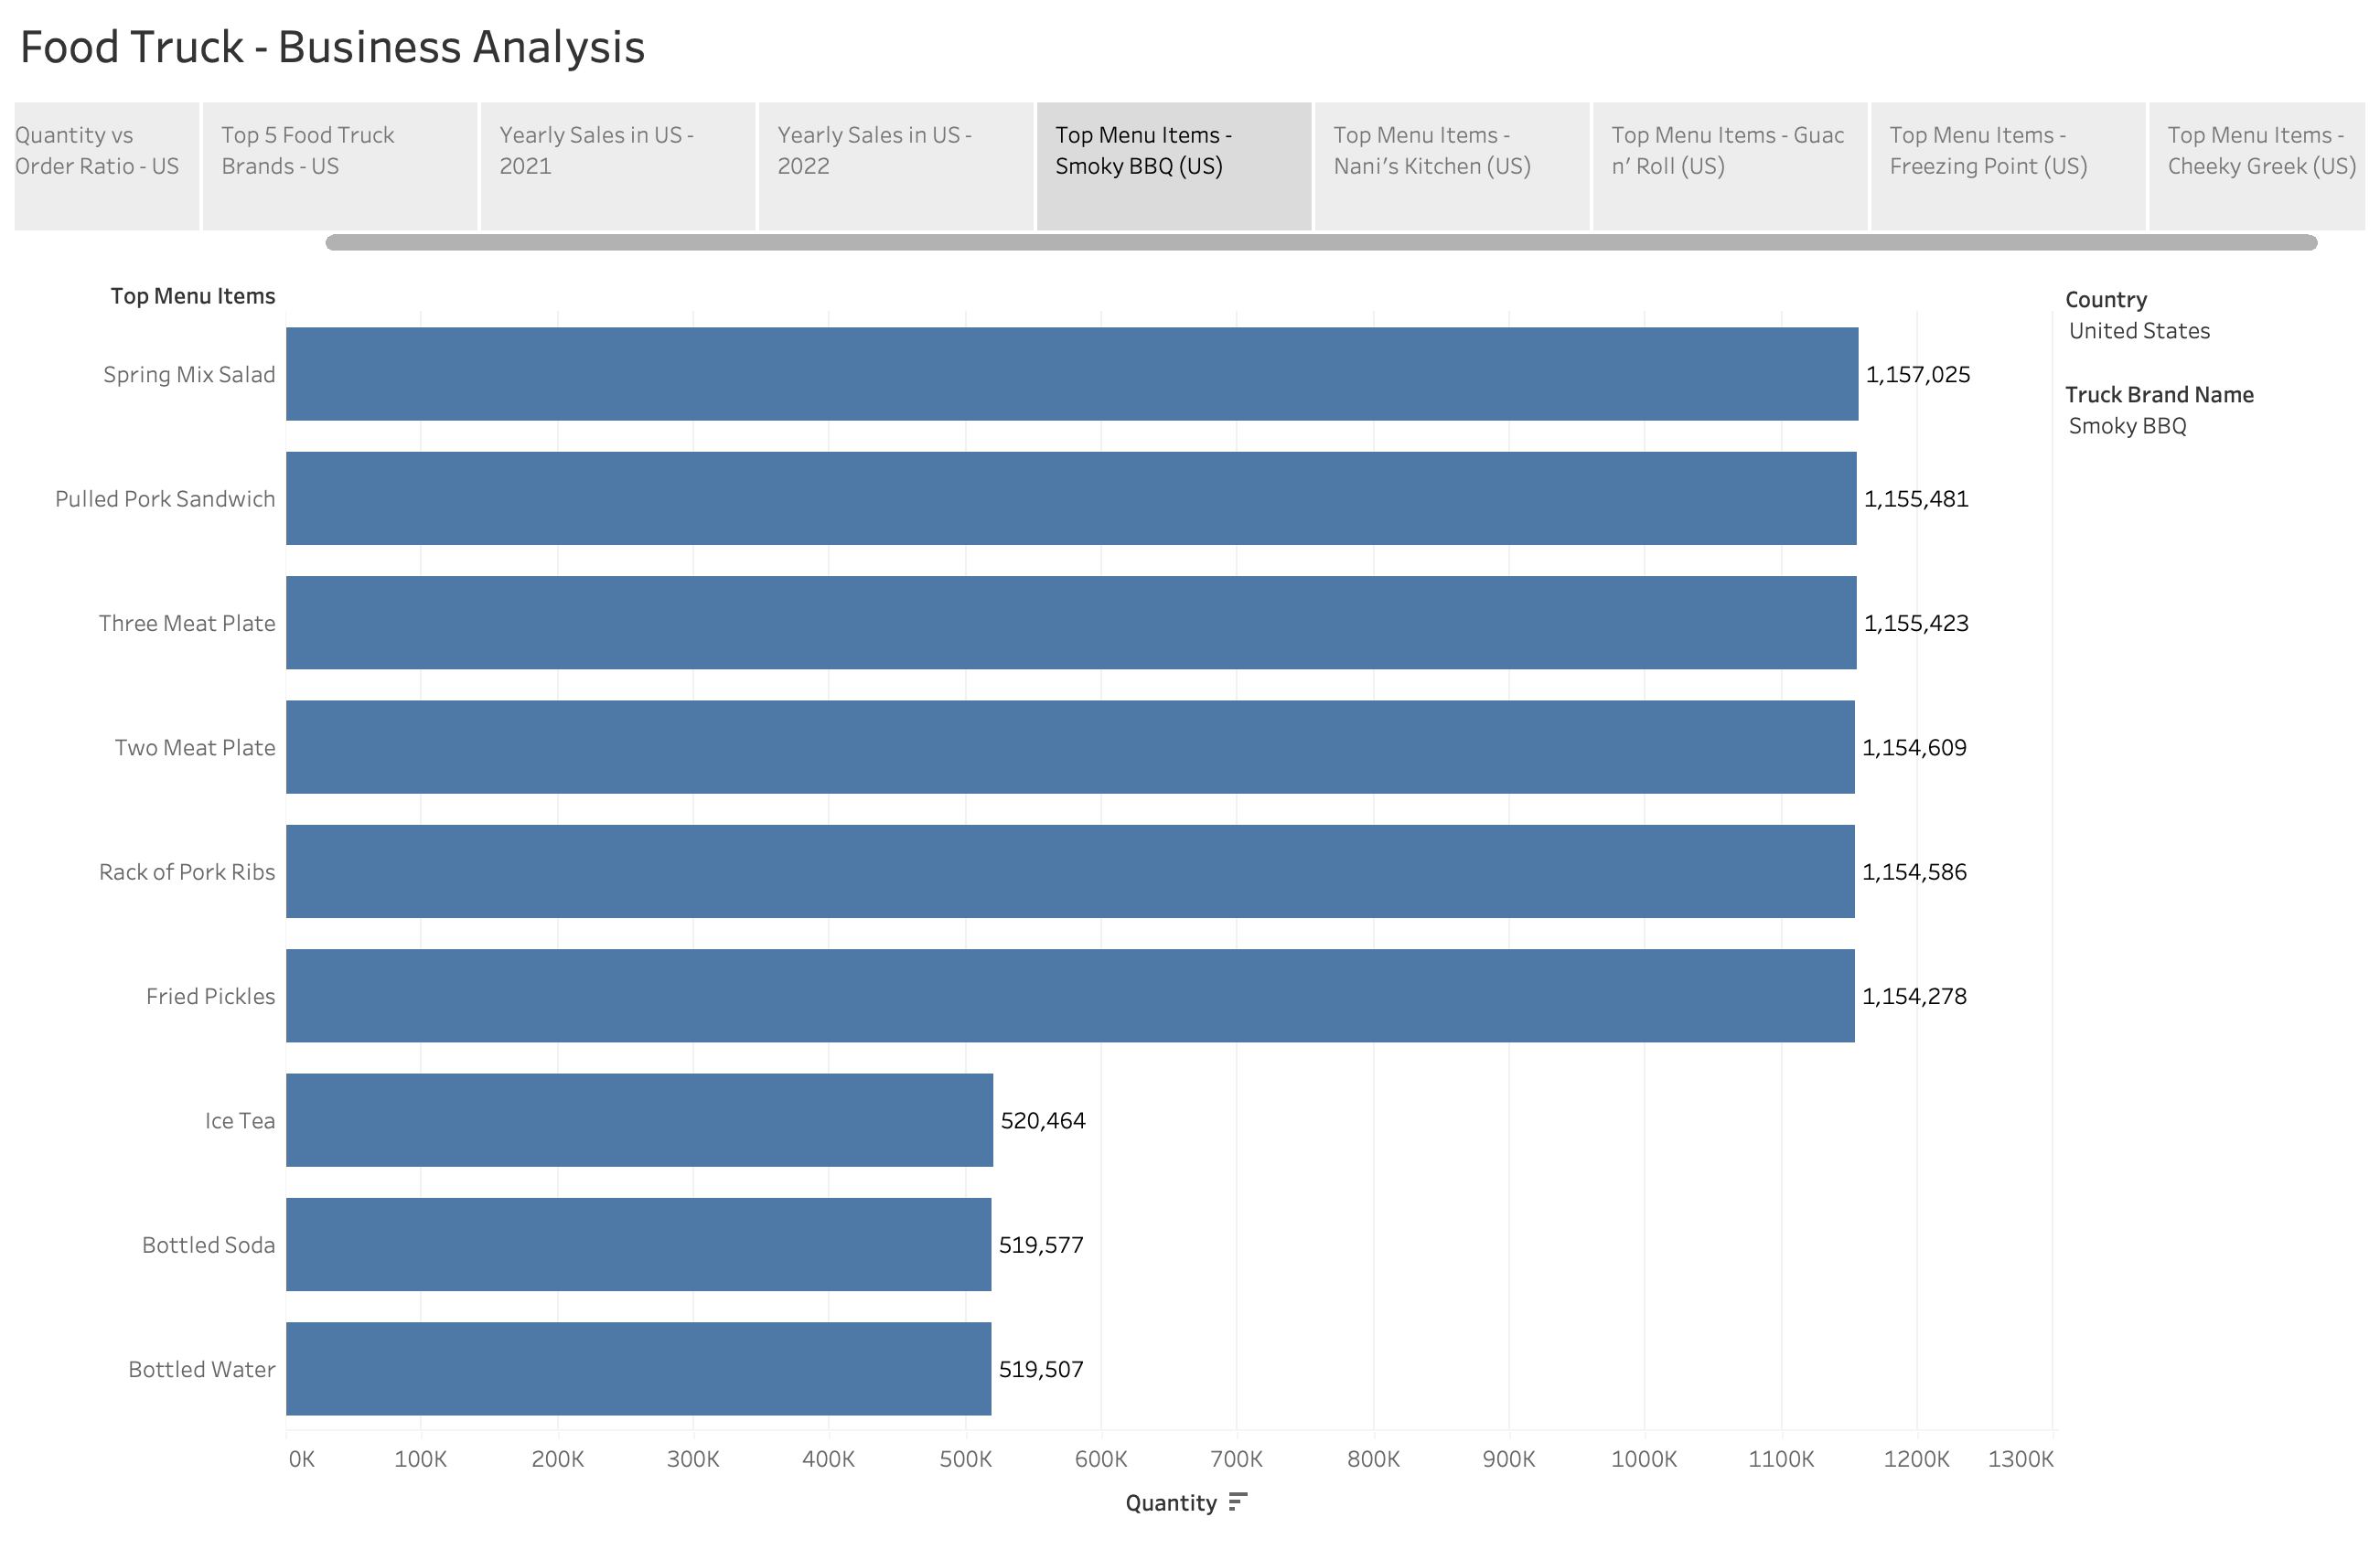 Food Truck - Business Analysis
Quantity vs
Order Ratio - US
Top 5 Food Truck
Brands - US
Yearly Sales in US -
2021
Yearly Sales in US -
2022
Top Menu Items -
Smoky BBQ (US)
Top Menu Items -
Nani’s Kitchen (US)
Top Menu Items - Guac
n’ Roll (US)
Top Menu Items -
Freezing Point (US)
Top Menu Items -
Cheeky Greek (US)
Top Menu Items
Spring Mix Salad 1,157,025
Pulled Pork Sandwich 1,155,481
Three Meat Plate 1,155,423
Two Meat Plate 1,154,609
Rack of Pork Ribs 1,154,586
Fried Pickles 1,154,278
Ice Tea 520,464
Bottled Soda 519,577
Bottled Water 519,507
0K 100K 200K 300K 400K 500K 600K 700K 800K 900K 1000K 1100K 1200K 1300K
Quantity
Country
United States
Truck Brand Name
Smoky BBQ